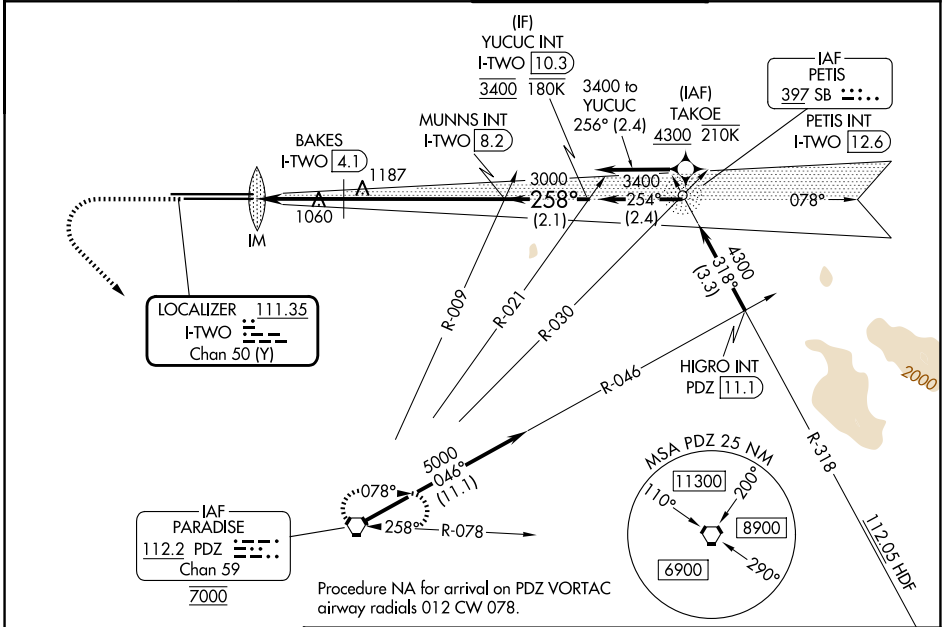 (IF)
YUCUC INT
I-TWO 10.3
3400 180K
MUNNS INT
I-TWO 8.2
3400 to
YUCUC
256° (2.4)
(IAF)
TAKOE
4300 210K
IAF
PETIS
397 SB
PETIS INT
I-TWO 12.6
BAKES
I-TWO 4.1
1187
1060
IM
3000
258°
(2.1)
3400
254°
(2.4)
078°
4300
318°
(3.3)
LOCALIZER 111.35
I-TWO
Chan 50 (Y)
R-009
R-021
R-030
R-046
HIGRO INT
PDZ 11.1
2000
R-318
112.05 HDF
5000
046°
(11.1)
078°
258°
R-078
IAF
PARADISE
112.2 PDZ
Chan 59
7000
MSA PDZ 25 NM
11300
110°
200°
8900
6900
290°
Procedure NA for arrival on PDZ VORTAC
airway radials 012 CW 078.